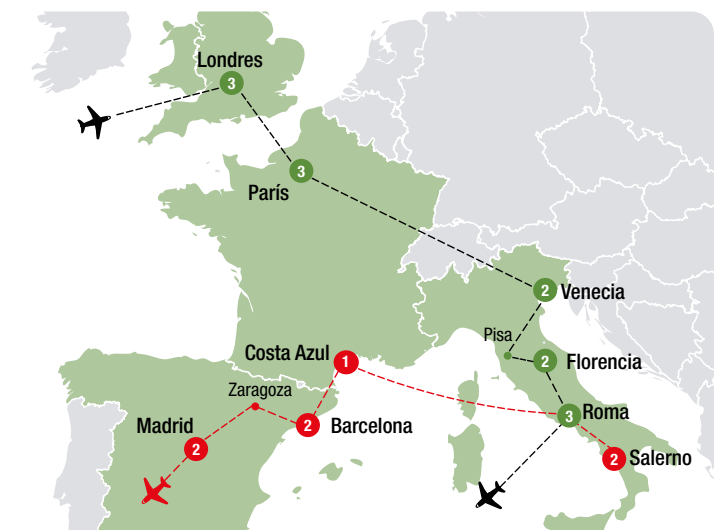 Londres
3
3
París
2
Venecia
Pisa
Costa Azul
1
2
Florencia
Zaragoza
3
Roma
Madrid
2
Barcelona
2
2
Salerno